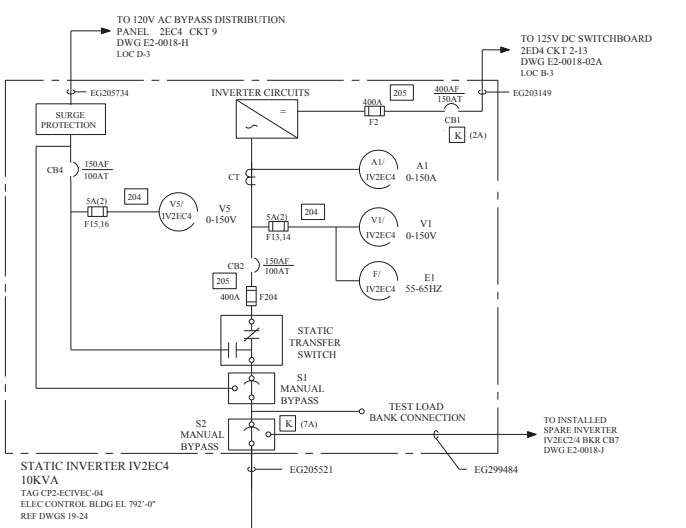 TO 120V AC BYPASS DISTRIBUTION
PANEL 2EC4 CKT 9
DWG E2-0018-H
LOC D-3
TO 125V DC SWITCHBOARD
2ED4 CKT 2-13
DWG E2-0018-02A
LOC B-3
EG205734
INVERTER CIRCUITS
205
400AF
150AT
EG203149
SURGE
PROTECTION
=
400A
F2
CB1
K (2A)
CB4
150AF
100AT
CT
A1/
IV2EC4
A1
0-150A
5A(2)
204
F15,16
V5/
IV2EC4
V5
0-150V
5A(2)
204
F13,14
V1/
IV2EC4
V1
0-150V
CB2
150AF
100AT
F/
IV2EC4
E1
55-65HZ
205
400A
F204
STATIC
TRANSFER
SWITCH
S1
MANUAL
BYPASS
S2
MANUAL
BYPASS
K (7A)
TEST LOAD
BANK CONNECTION
TO INSTALLED
SPARE INVERTER
IV2EC2/4 BKR CB7
DWG E2-0018-J
STATIC INVERTER IV2EC4
10KVA
TAG CP2-ECIVEC-04
ELEC CONTROL BLDG EL 792'-0"
REF DWGS 19-24
EG205521
EG299484